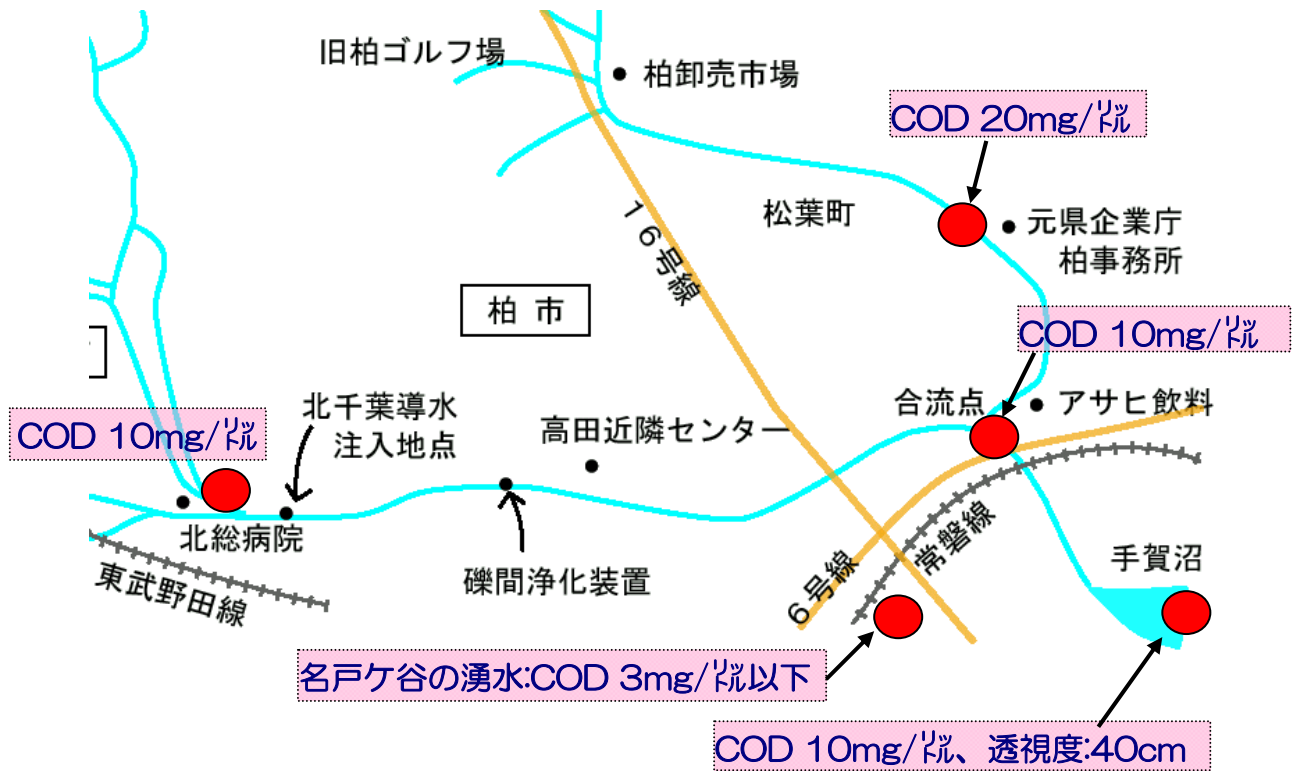 旧柏ゴルフ場
柏卸売市場
COD 20mg/㍑
松葉町
元県企業庁
柏事務所
16号線
柏 市
COD 10mg/㍑
合流点
アサヒ飲料
北千葉導水
注入地点
高田近隣センター
COD 10mg/㍑
北総病院
礫間浄化装置
東武野田線
6号線
常磐線
手賀沼
名戸ケ谷の湧水:COD 3mg/㍑以下
COD 10mg/㍑、透視度:40cm